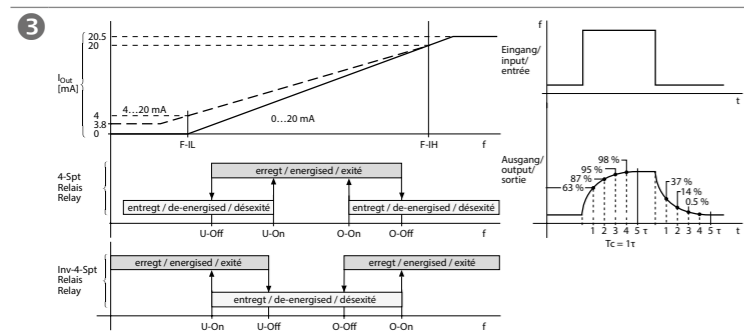 3
20.5
20
I Out
[mA]
4
3.8
0
4...20 mA
0...20 mA
F-IL
F-IH
f
4-Spt
Relais
Relay
erregt / energised / exité
entregt / de-energised / désexité
entregt / de-energised / désexité
U-Off
U-On
O-On
O-Off
f
Inv-4-Spt
Relais
Relay
erregt / energised / exité
erregt / energised / exité
entregt / de-energised / désexité
U-On
U-Off
O-Off
O-On
f
f
Eingang/
input/
entrée
t
Ausgang/
output/
sortie
98 %
95 %
87 %
63 %
37 %
14 %
0.5 %
1 2 3 4 5 τ
1 2 3 4 5 τ
t
Tc = 1τ